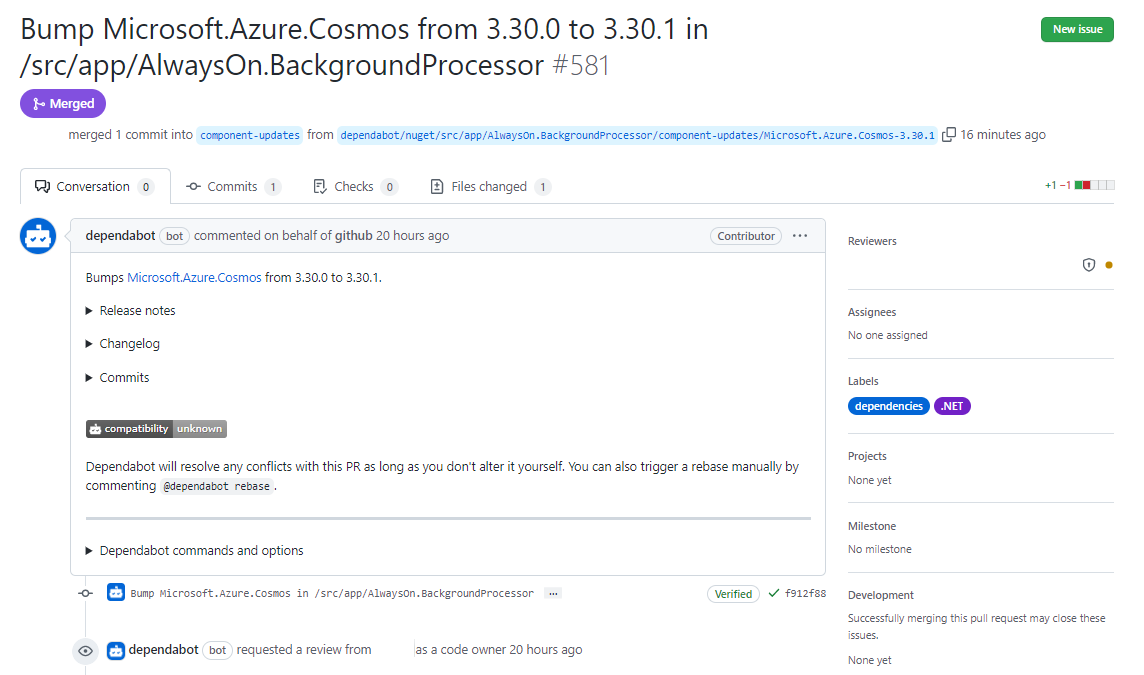 Bump Microsoft.Azure.Cosmos from 3.30.0 to 3.30.1 in
/src/app/AlwaysOn.BackgroundProcessor #581
New issue
Merged
merged 1 commit into component-updates from dependabot/nuget/src/app/AlwaysOn.BackgroundProcessor/component-updates/Microsoft.Azure.Cosmos-3.30.1 16 minutes ago
Conversation 0 Commits 1 Checks 0 Files changed 1 +1 −1
dependabot bot commented on behalf of github 20 hours ago Contributor ...
Bumps Microsoft.Azure.Cosmos from 3.30.0 to 3.30.1.
Release notes
Changelog
Commits
compatibility unknown
Dependabot will resolve any conflicts with this PR as long as you don't alter it yourself. You can also trigger a rebase manually by
commenting @dependabot rebase.
Dependabot commands and options
Bump Microsoft.Azure.Cosmos in /src/app/AlwaysOn.BackgroundProcessor ... Verified f912f88
dependabot bot requested a review from as a code owner 20 hours ago
Reviewers
Assignees
No one assigned
Labels
dependencies .NET
Projects
None yet
Milestone
No milestone
Development
Successfully merging this pull request may close these
issues.
None yet